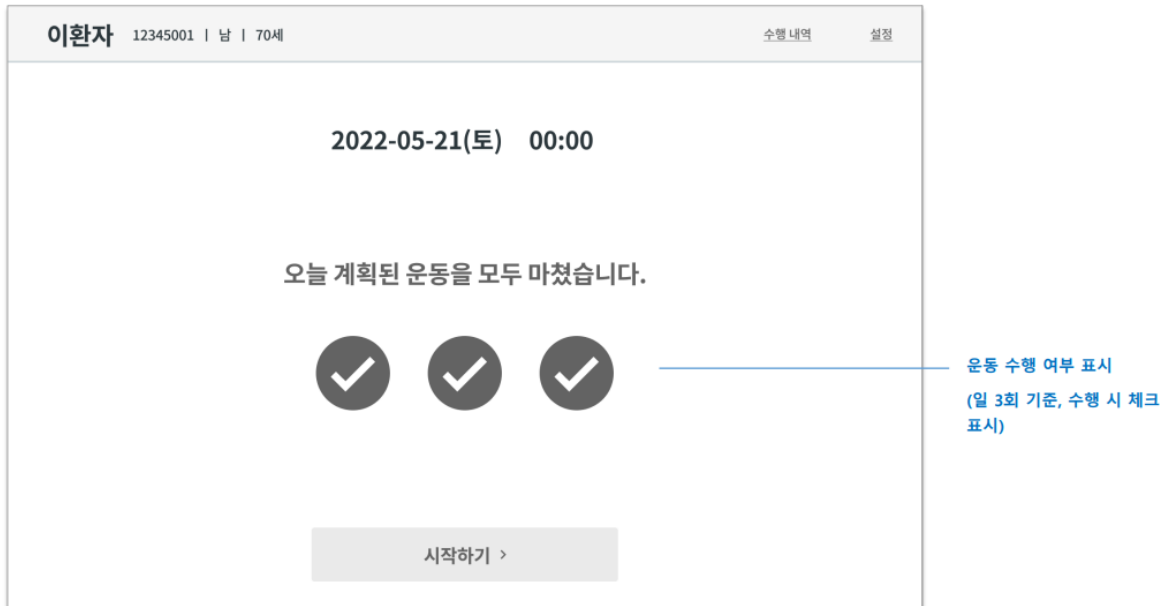 이환자 12345001 | 남 | 70세 수행 내역 설정
2022-05-21(토) 00:00
오늘 계획된 운동을 모두 마쳤습니다.
운동 수행 여부 표시
(일 3회 기준, 수행 시 체크
표시)
시작하기 >